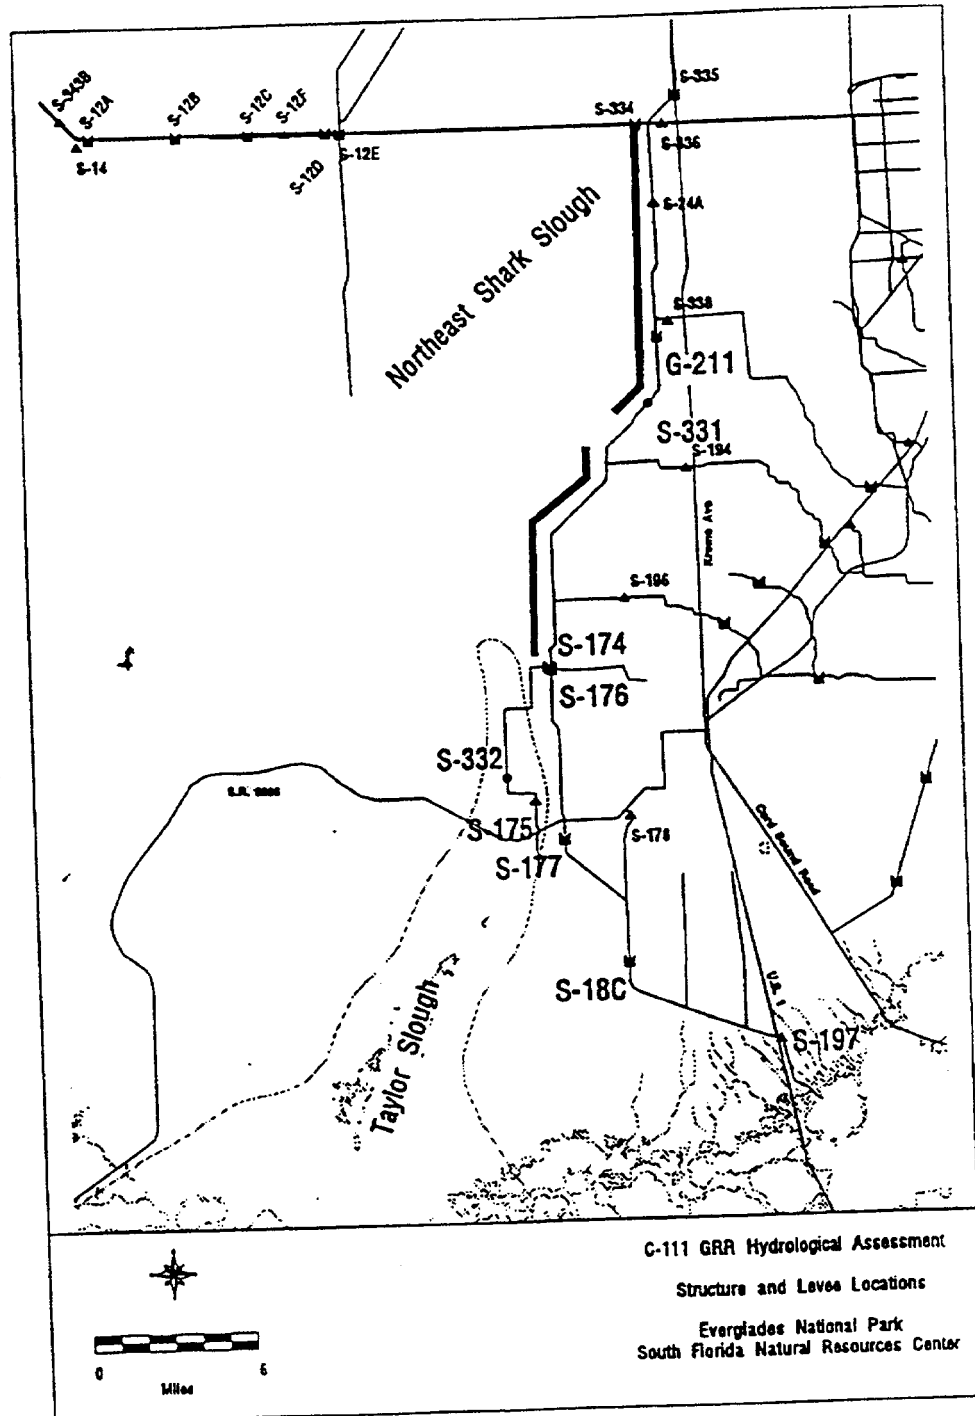 S-335
S-343B
S-12A
S-12B
S-12C
S-12F
S-334
S-336
S-14
S-12D
S-12E
S-24A
Northeast Shark Slough
S-338
G-211
S-331
S-194
Krome Ave
S-196
S-174
S-176
S-332
S.R. 9336
S-175
S-178
S-177
Card Sound Road
S-18C
U.S. 1
S-197
Taylor Slough
C-111 GRR Hydrological Assessment
Structure and Levee Locations
Everglades National Park
South Florida Natural Resources Center
0 5
Miles